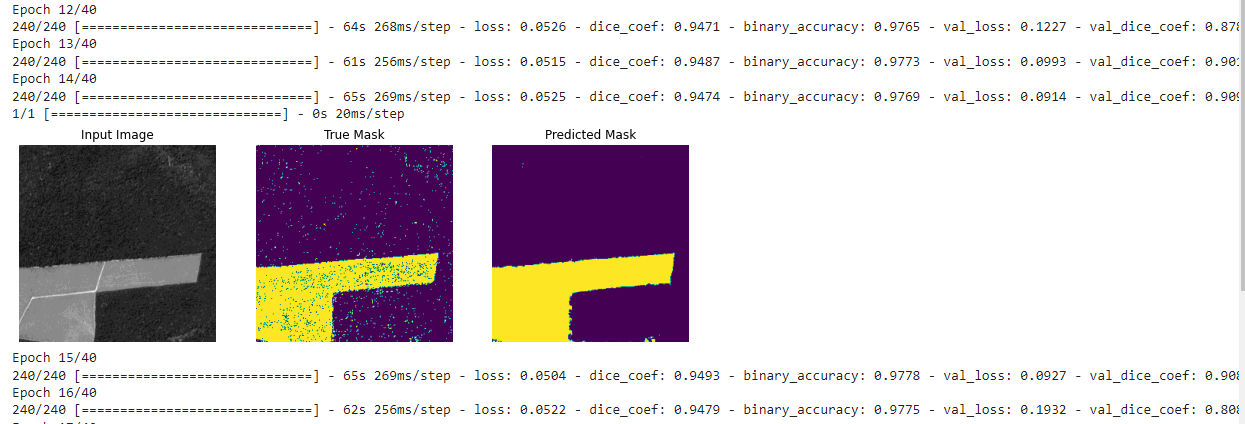 Epoch 12/40
240/240 [==============================] - 64s 268ms/step - loss: 0.0526 - dice_coef: 0.9471 - binary_accuracy: 0.9765 - val_loss: 0.1227 - val_dice_coef: 0.878
Epoch 13/40
240/240 [==============================] - 61s 256ms/step - loss: 0.0515 - dice_coef: 0.9487 - binary_accuracy: 0.9773 - val_loss: 0.0993 - val_dice_coef: 0.901
Epoch 14/40
240/240 [==============================] - 65s 269ms/step - loss: 0.0525 - dice_coef: 0.9474 - binary_accuracy: 0.9769 - val_loss: 0.0914 - val_dice_coef: 0.909
1/1 [==============================] - 0s 20ms/step
Input Image True Mask Predicted Mask
Epoch 15/40
240/240 [==============================] - 65s 269ms/step - loss: 0.0504 - dice_coef: 0.9493 - binary_accuracy: 0.9778 - val_loss: 0.0927 - val_dice_coef: 0.908
Epoch 16/40
240/240 [==============================] - 62s 256ms/step - loss: 0.0522 - dice_coef: 0.9479 - binary_accuracy: 0.9775 - val_loss: 0.1932 - val_dice_coef: 0.808